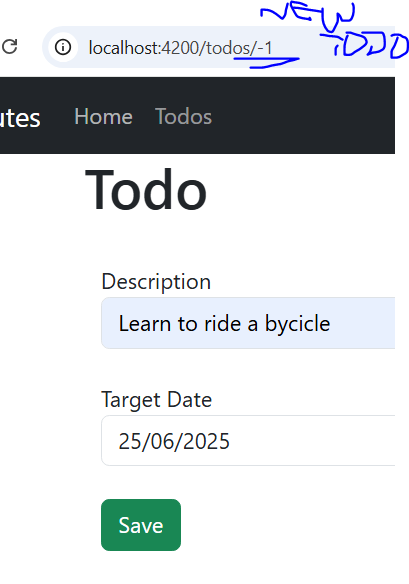 NEW
TODO
localhost:4200/todos/-1
utes Home Todos
Todo
Description
Learn to ride a bycicle
Target Date
25/06/2025
Save